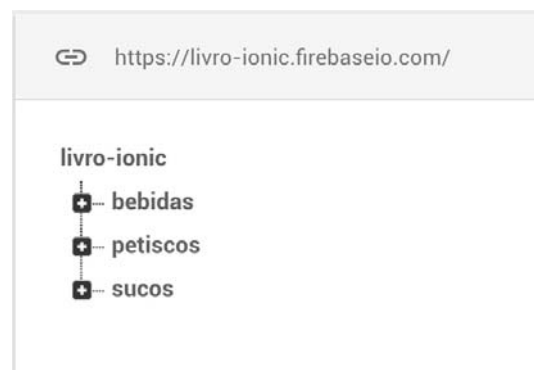 https://livro-ionic.firebaseio.com/
livro-ionic
bebidas
petiscos
sucos